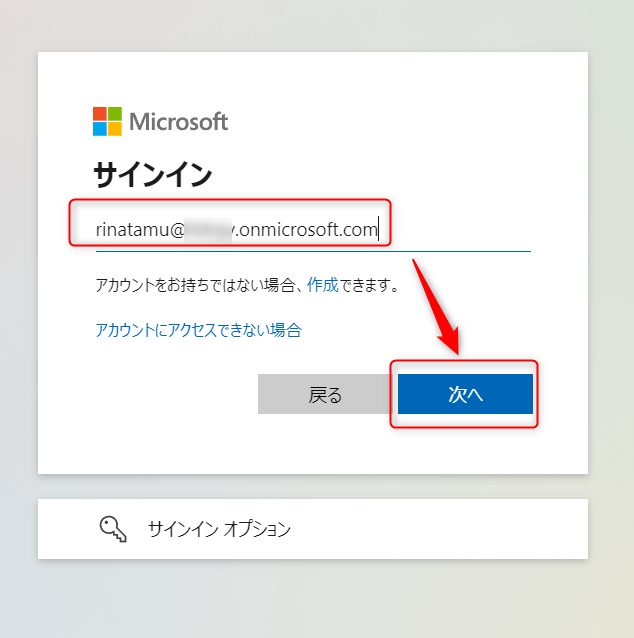 Microsoft
サインイン
rinatamu@ .onmicrosoft.com
アカウントをお持ちではない場合、作成できます。
アカウントにアクセスできない場合
戻る
次へ
サインイン オプション